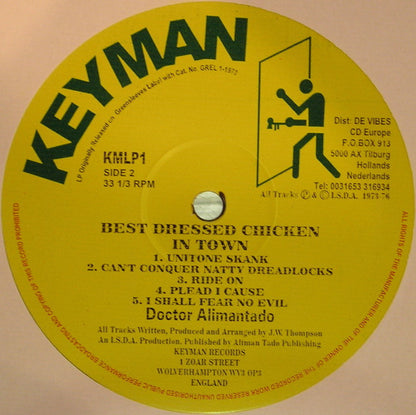 KEYMAN
LP Originally Released on Greensleeves Label with Cat. No. GREL 1-1972
KMLP1
SIDE 2
33 1/3 RPM
Dist: DE VIBES
CD Europe
P.O.BOX 913
5000 AX Tilburg
Hollands
Nederlands
Tel: 0031653 316934
All Tracks ℗ & © I.S.D.A. 1973-76
BEST DRESSED CHICKEN
IN TOWN
1. UNITONE SKANK
2. CAN'T CONQUER NATTY DREADLOCKS
3. RIDE ON
4. PLEAD I CAUSE
5. I SHALL FEAR NO EVIL
Doctor Alimantado
All Tracks Written, Produced and Arranged by J.W. Thompson
An I.S.D.A. Production. Published by Aliman Tado Publishing
KEYMAN RECORDS
1 ZOAR STREET
WOLVERHAMPTON WV3 OP3
ENGLAND
ALL RIGHTS OF THE MANUFACTURER AND OF THE OWNER OF THE RECORDED WORK RESERVED UNAUTHORISED PUBLIC PERFORMANCE BROADCASTING AND COPYING OF THIS RECORD PROHIBITED